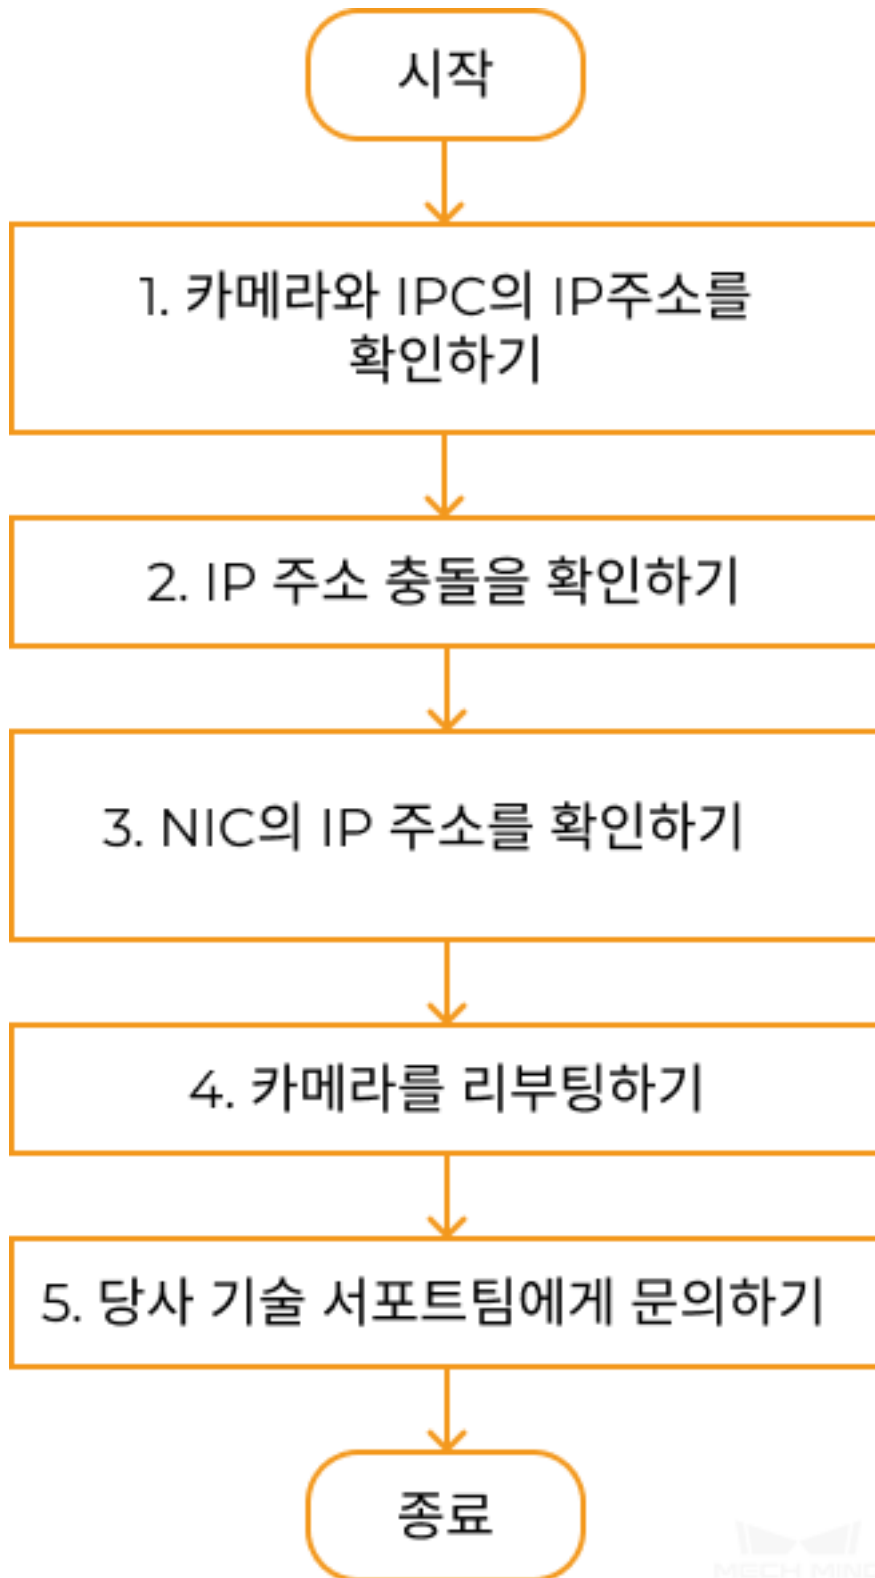 시작
1. 카메라와 IPC의 IP주소를
확인하기
2. IP 주소 충돌을 확인하기
3. NIC의 IP 주소를 확인하기
4. 카메라를 리부팅하기
5. 당사 기술 서포트팀에게 문의하기
종료
MECH MIND